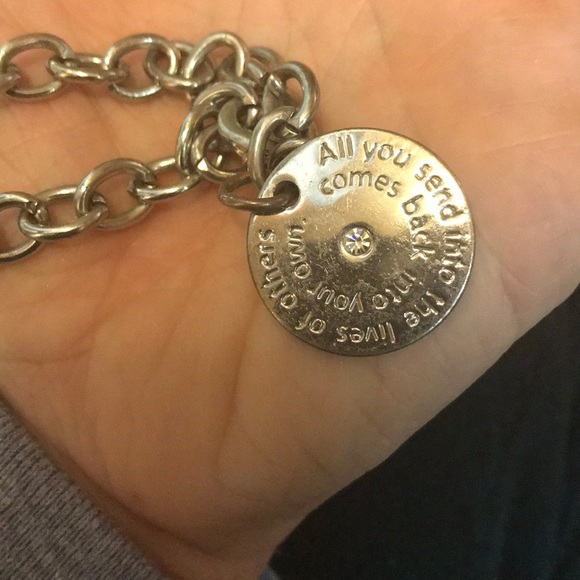 All you send into the lives of others
comes back into your own.